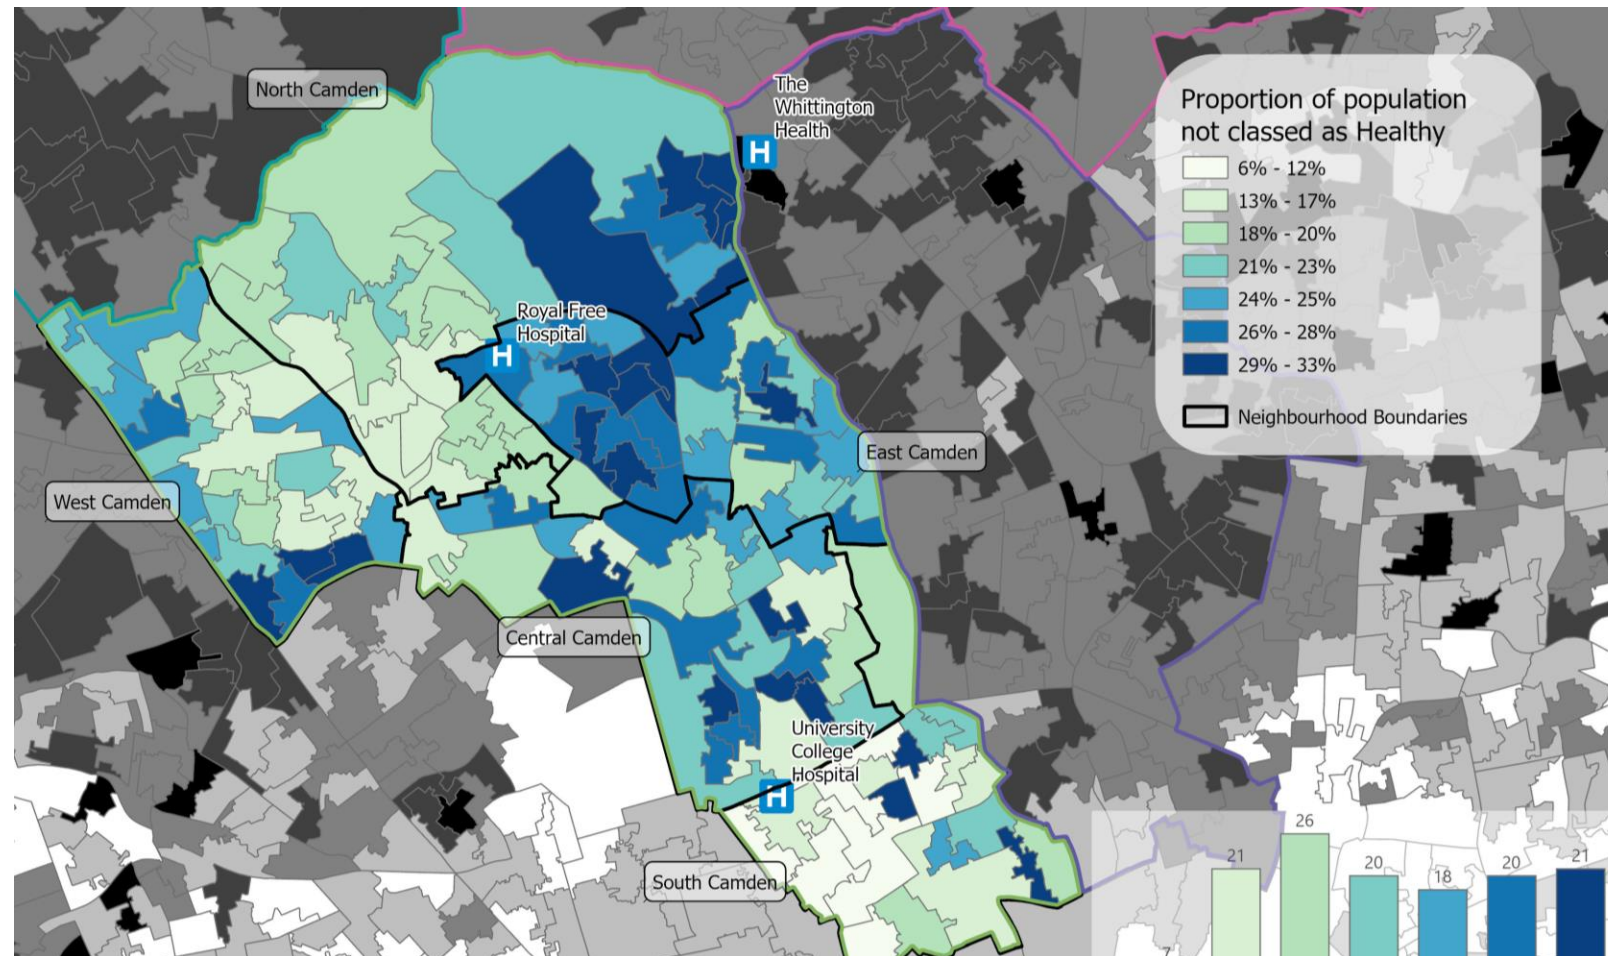 North Camden
The
Whittington
Health
H
Proportion of population
not classed as Healthy
6% - 12%
13% - 17%
18% - 20%
21% - 23%
24% - 25%
26% - 28%
29% - 33%
Neighbourhood Boundaries
Royal Free
Hospital
H
East Camden
West Camden
Central Camden
University
College
Hospital
H
South Camden
21
26
20
18
20
21
7